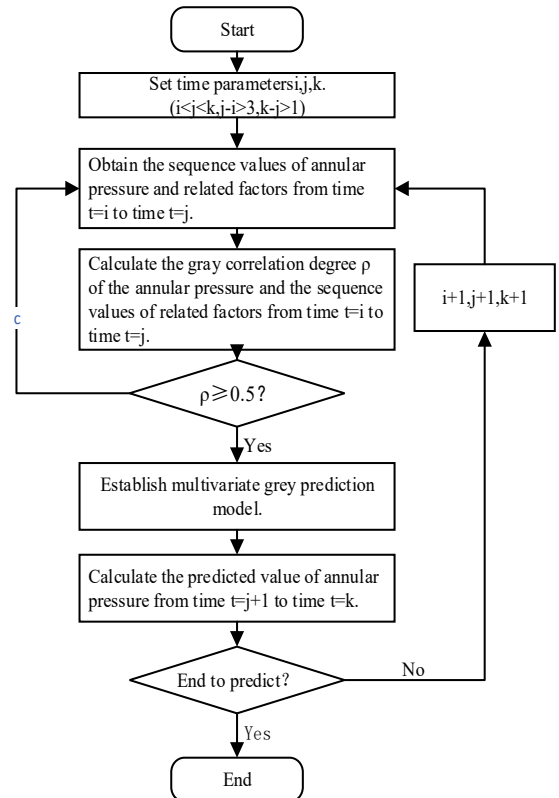 Start
Set time parametersi,j,k.
(i<j<k,j-i>3,k-j>1)
Obtain the sequence values of annular
pressure and related factors from time
t=i to time t=j.
Calculate the gray correlation degree ρ
of the annular pressure and the sequence
values of related factors from time t=i to
time t=j.
i+1,j+1,k+1
c
ρ≥0.5?
Yes
Establish multivariate grey prediction
model.
Calculate the predicted value of annular
pressure from time t=j+1 to time t=k.
End to predict?
No
Yes
End